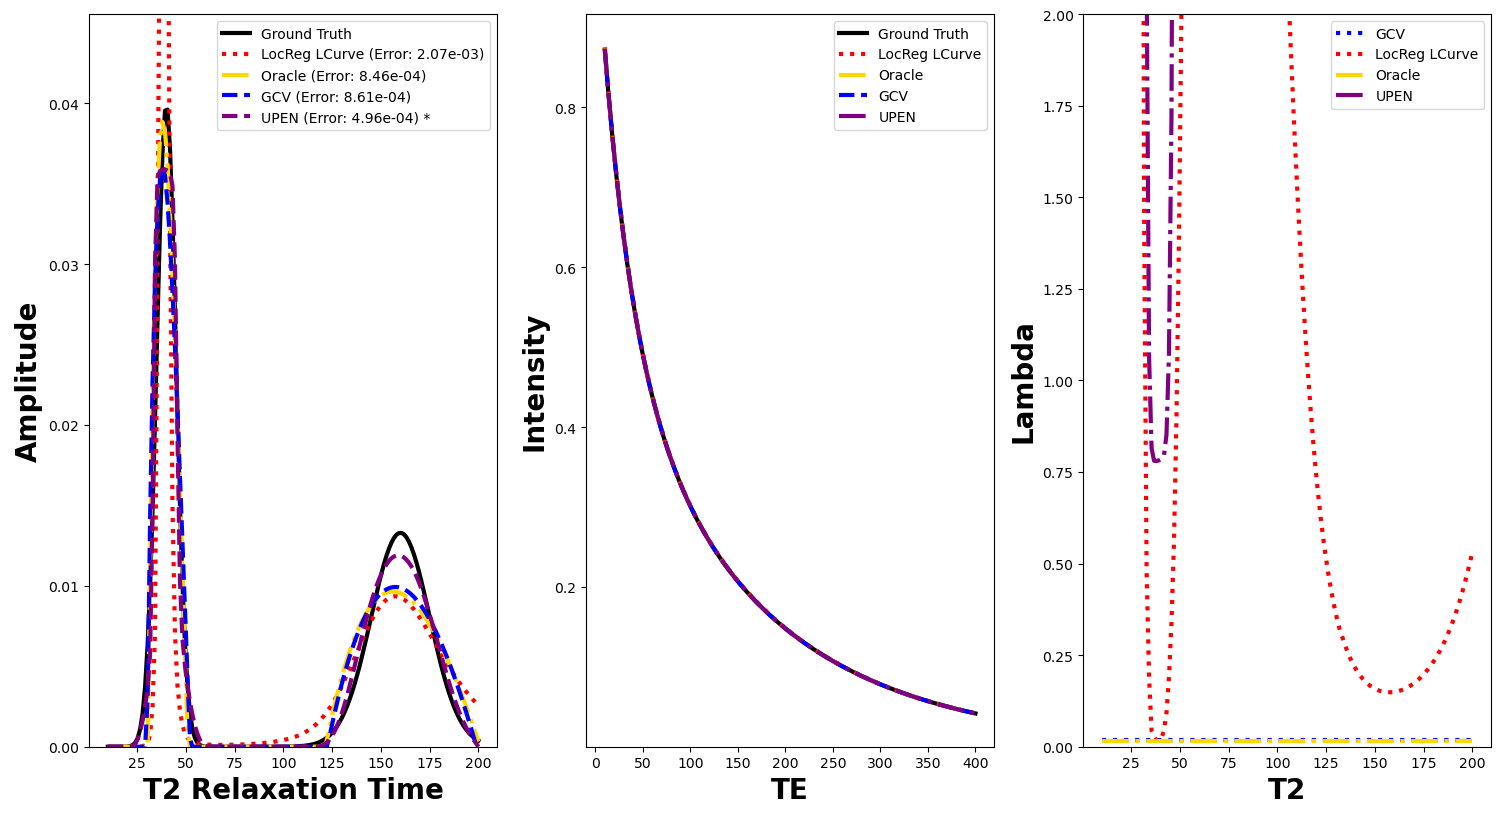 Ground Truth
LocReg LCurve (Error: 2.07e-03)
Oracle (Error: 8.46e-04)
GCV (Error: 8.61e-04)
UPEN (Error: 4.96e-04) *
0.04
0.03
0.02
0.01
0.00
25 50 75 100 125 150 175 200
Amplitude
T2 Relaxation Time
Ground Truth
LocReg LCurve
Oracle
GCV
UPEN
0.8
0.6
0.4
0.2
0 50 100 150 200 250 300 350 400
Intensity
TE
GCV
LocReg LCurve
Oracle
UPEN
2.00
1.75
1.50
1.25
1.00
0.75
0.50
0.25
0.00
25 50 75 100 125 150 175 200
Lambda
T2